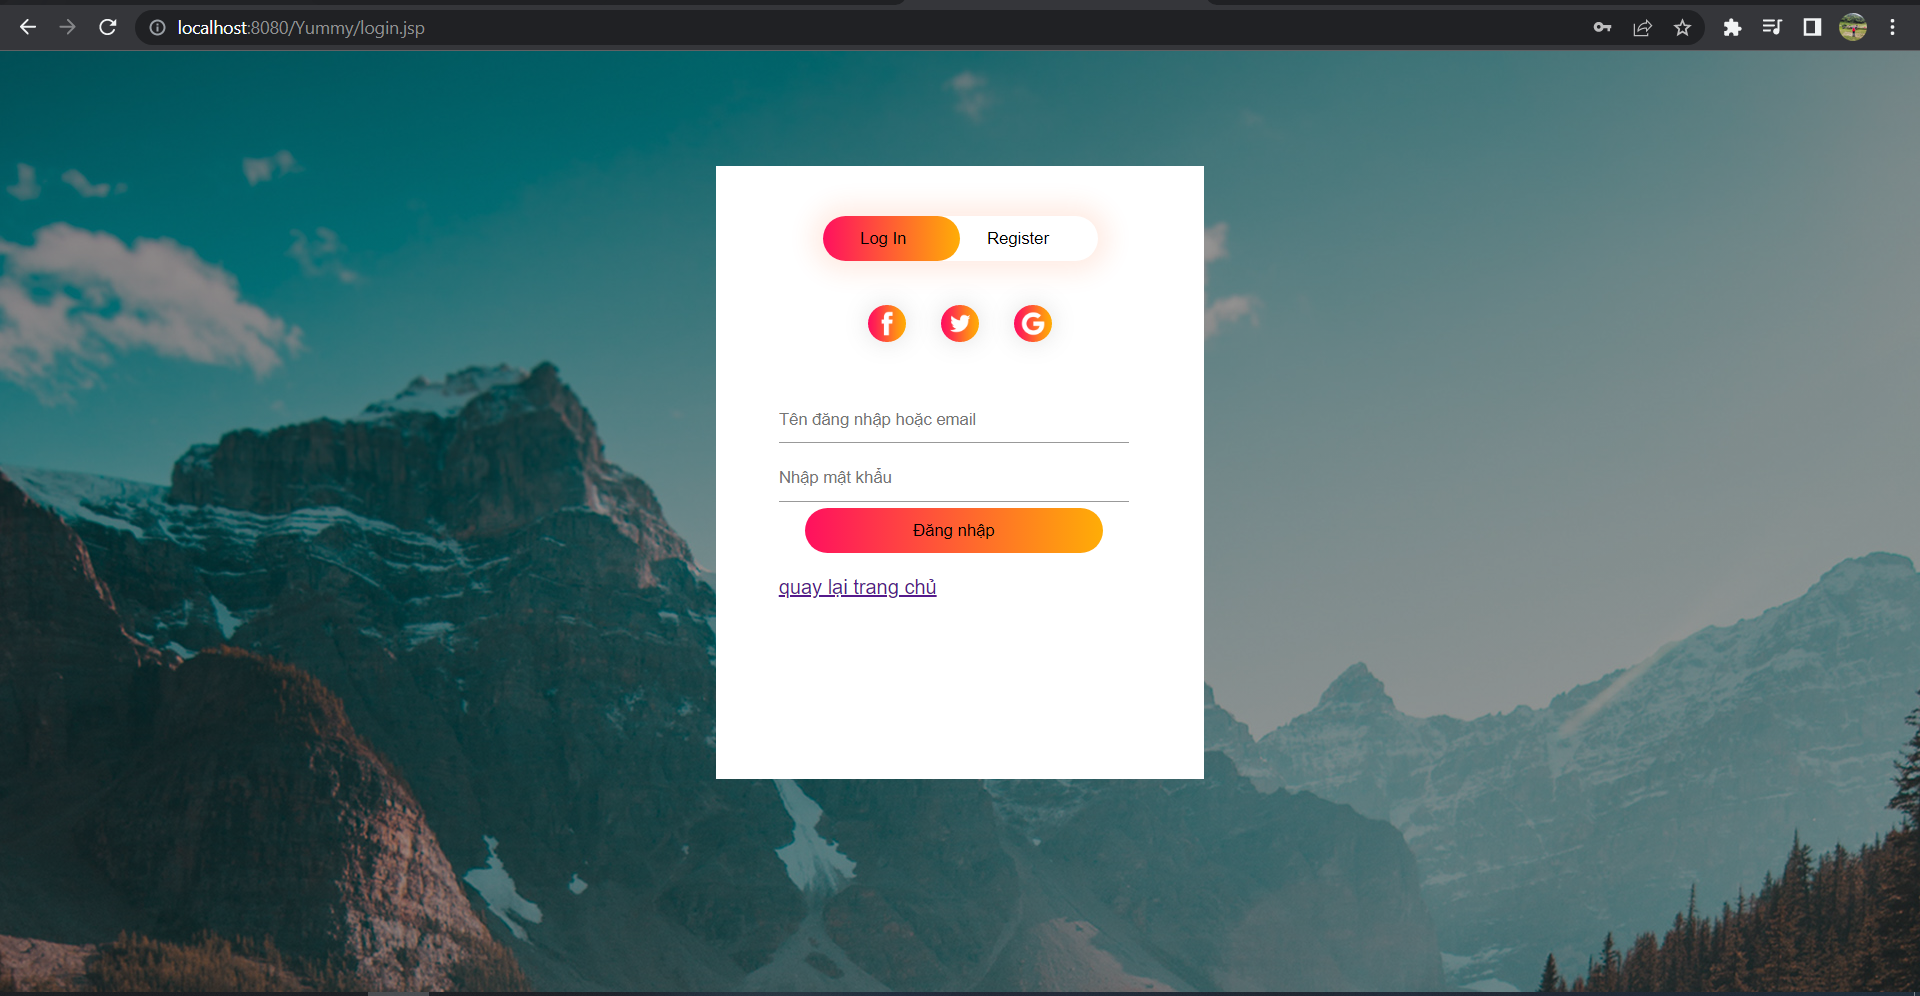 localhost:8080/Yummy/login.jsp
Log In Register
Tên đăng nhập hoặc email
Nhập mật khẩu
Đăng nhập
quay lại trang chủ